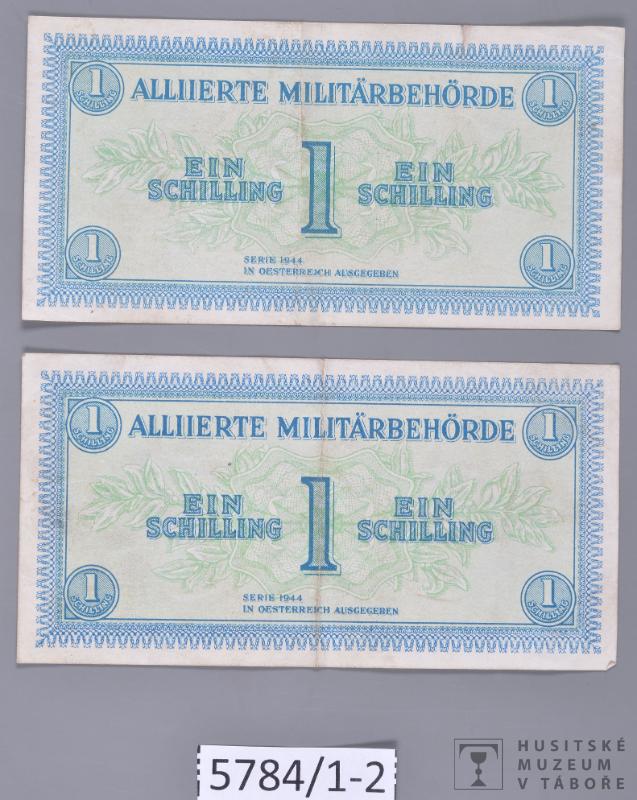 1
SCHILLING
1
SCHILLING
ALLIIERTE MILITÄRBEHÖRDE
EIN
SCHILLING
1
EIN
SCHILLING
1
SCHILLING
1
SCHILLING
SERIE 1944
IN OESTERREICH AUSGEGEBEN
1
SCHILLING
1
SCHILLING
ALLIIERTE MILITÄRBEHÖRDE
EIN
SCHILLING
1
EIN
SCHILLING
1
SCHILLING
1
SCHILLING
SERIE 1944
IN OESTERREICH AUSGEGEBEN
5784/1-2
HUSITSKÉ
MUZEUM
V TÁBOŘE